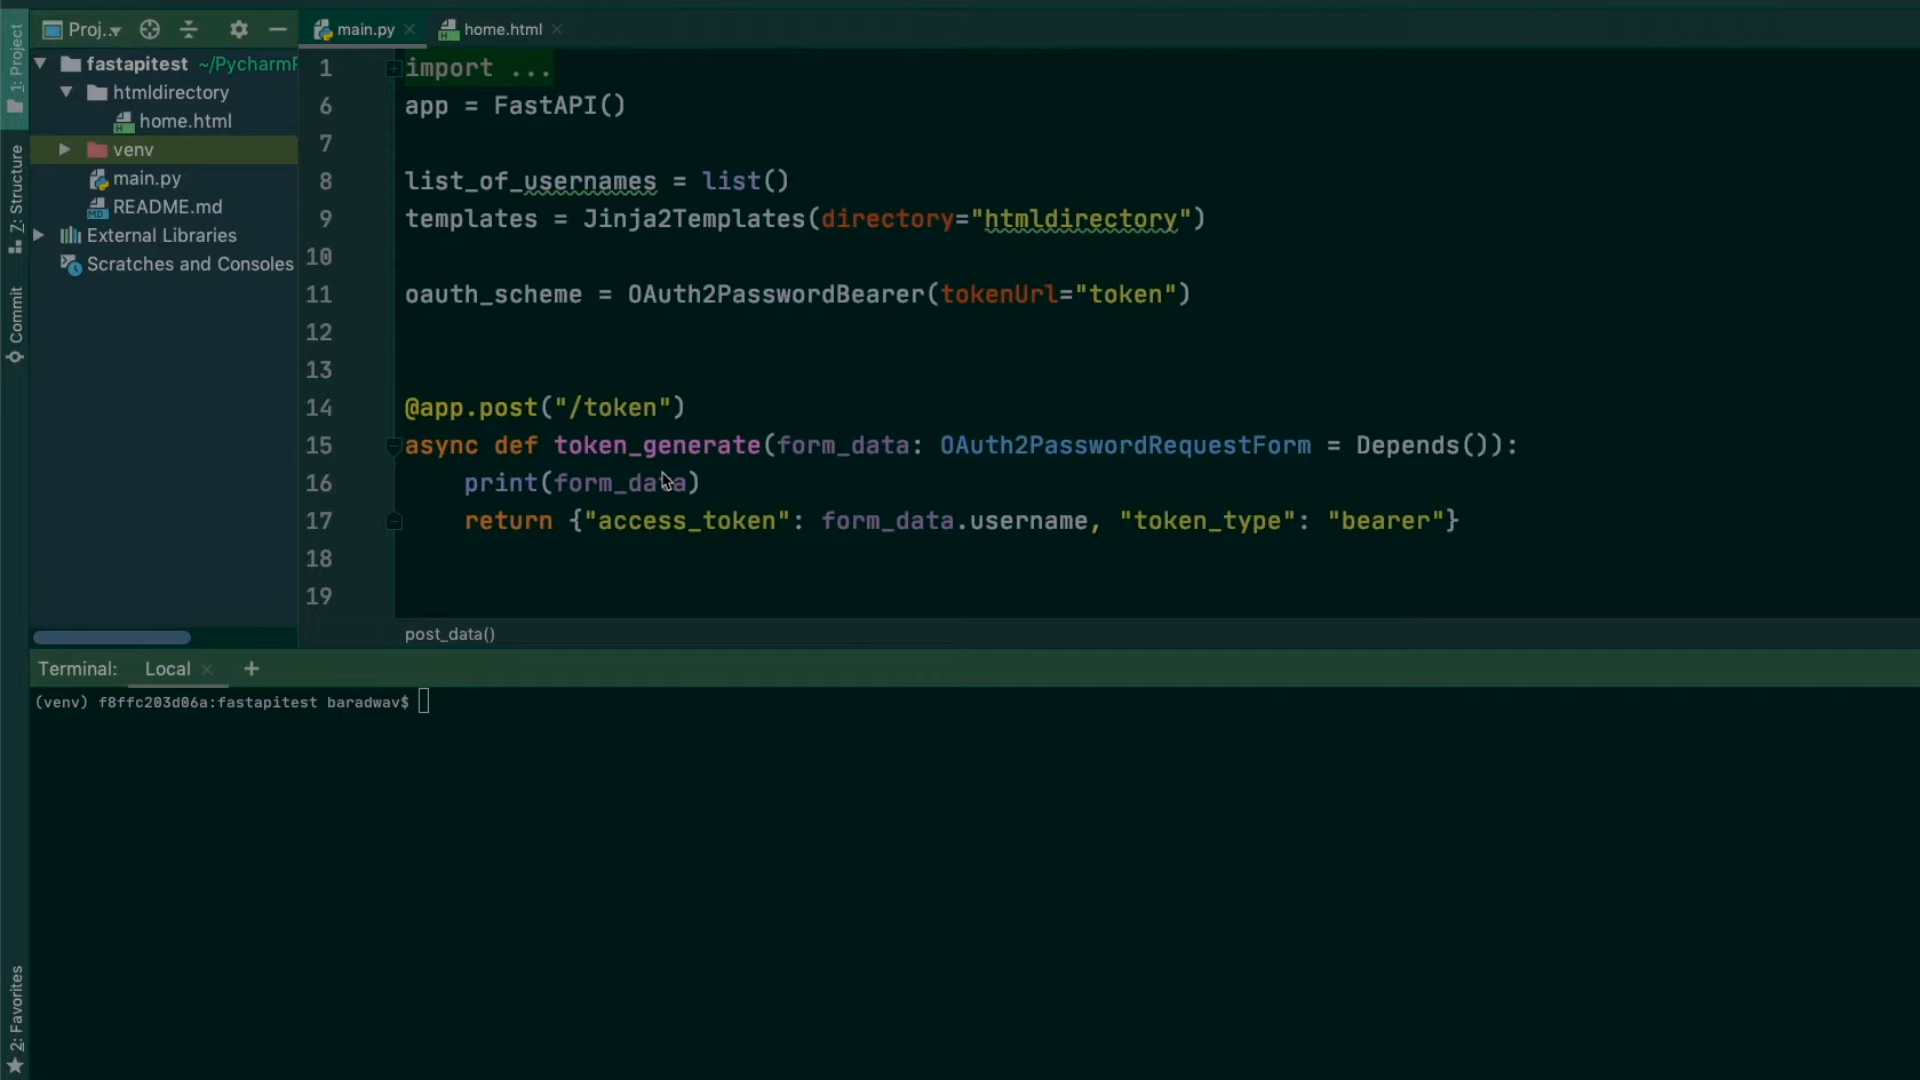 1: Project
Z: Structure
Commit
2: Favorites
Proj..
fastapitest ~/PycharmP
htmldirectory
home.html
venv
main.py
README.md
External Libraries
Scratches and Consoles
main.py
home.html
1 import ...
6 app = FastAPI()
7
8 list_of_usernames = list()
9 templates = Jinja2Templates(directory="htmldirectory")
10
11 oauth_scheme = OAuth2PasswordBearer(tokenUrl="token")
12
13
14 @app.post("/token")
15 async def token_generate(form_data: OAuth2PasswordRequestForm = Depends()):
16 print(form_data)
17 return {"access_token": form_data.username, "token_type": "bearer"}
18
19
post_data()
Terminal: Local +
(venv) f8ffc203d06a:fastapitest baradwav$